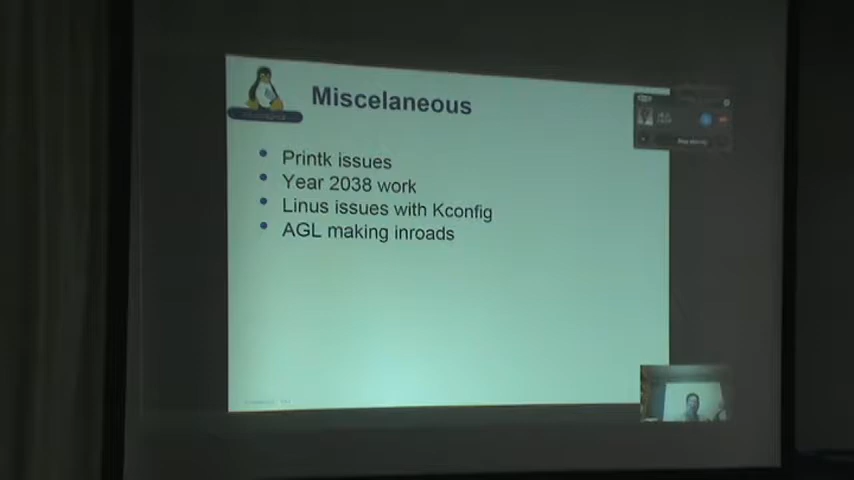 Miscelaneous
Printk issues
Year 2038 work
Linus issues with Kconfig
AGL making inroads